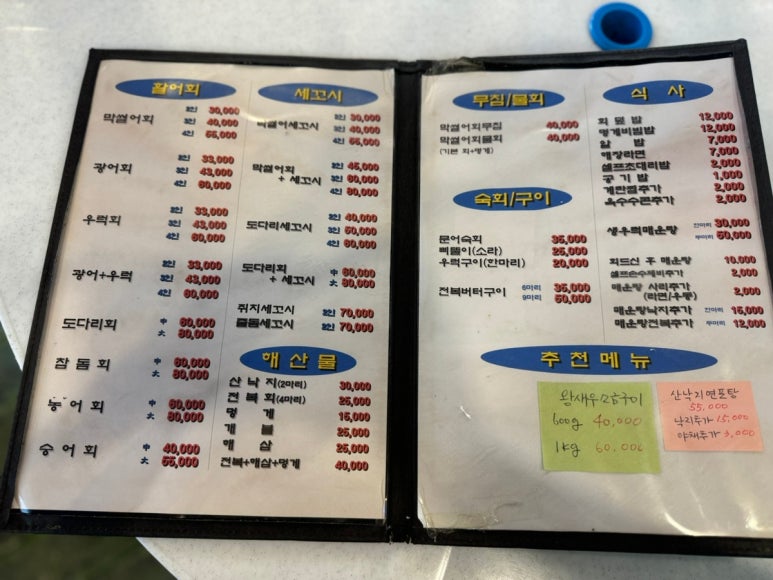 활어회
막썰어회 2인 30,000
3인 40,000
4인 55,000
광어회 2인 33,000
3인 43,000
4인 60,000
우럭회 2인 33,000
3인 43,000
4인 60,000
광어+우럭 2인 33,000
3인 43,000
4인 60,000
도다리회 中 60,000
大 80,000
참돔회 中 60,000
大 80,000
농어회 中 60,000
大 80,000
숭어회 中 40,000
大 55,000
세꼬시
막썰어세꼬시 2인 30,000
3인 40,000
4인 55,000
막썰어회
+ 세꼬시 2인 45,000
3인 60,000
4인 80,000
도다리세꼬시 2인 40,000
3인 50,000
4인 60,000
도다리회
+ 세꼬시 中 60,000
大 80,000
쥐치세꼬시 2인 70,000
줄돔세꼬시 2인 70,000
해산물
산낙지(2마리) 30,000
전복회(4마리) 25,000
멍게 15,000
개불 25,000
해삼 25,000
전복+해삼+멍게 40,000
무침/물회
막썰어회무침 40,000
막썰어회물회 40,000
(기본 회+멍게)
숙회/구이
문어숙회 35,000
삐뚤이(소라) 25,000
우럭구이(한마리) 20,000
전복버터구이 6마리 35,000
9마리 50,000
식사
회덮밥 12,000
멍게비빔밥 12,000
알밥 7,000
해장라면 7,000
셀프초대리밥 2,000
공기밥 1,000
계란찜추가 2,000
옥수수콘추가 2,000
생우럭매운탕 한마리 30,000
두마리 50,000
회드신 후 매운탕 10,000
셀프손수제비추가 2,000
매운탕 사리추가
(라면/우동) 2,000
매운탕낙지추가 한마리 15,000
매운탕전복추가 두마리 12,000
추천메뉴
왕새우소금구이
600g 40,000
1kg 60,000
산낙지연포탕
55,000
낙지추가 15,000
야채추가 3,000